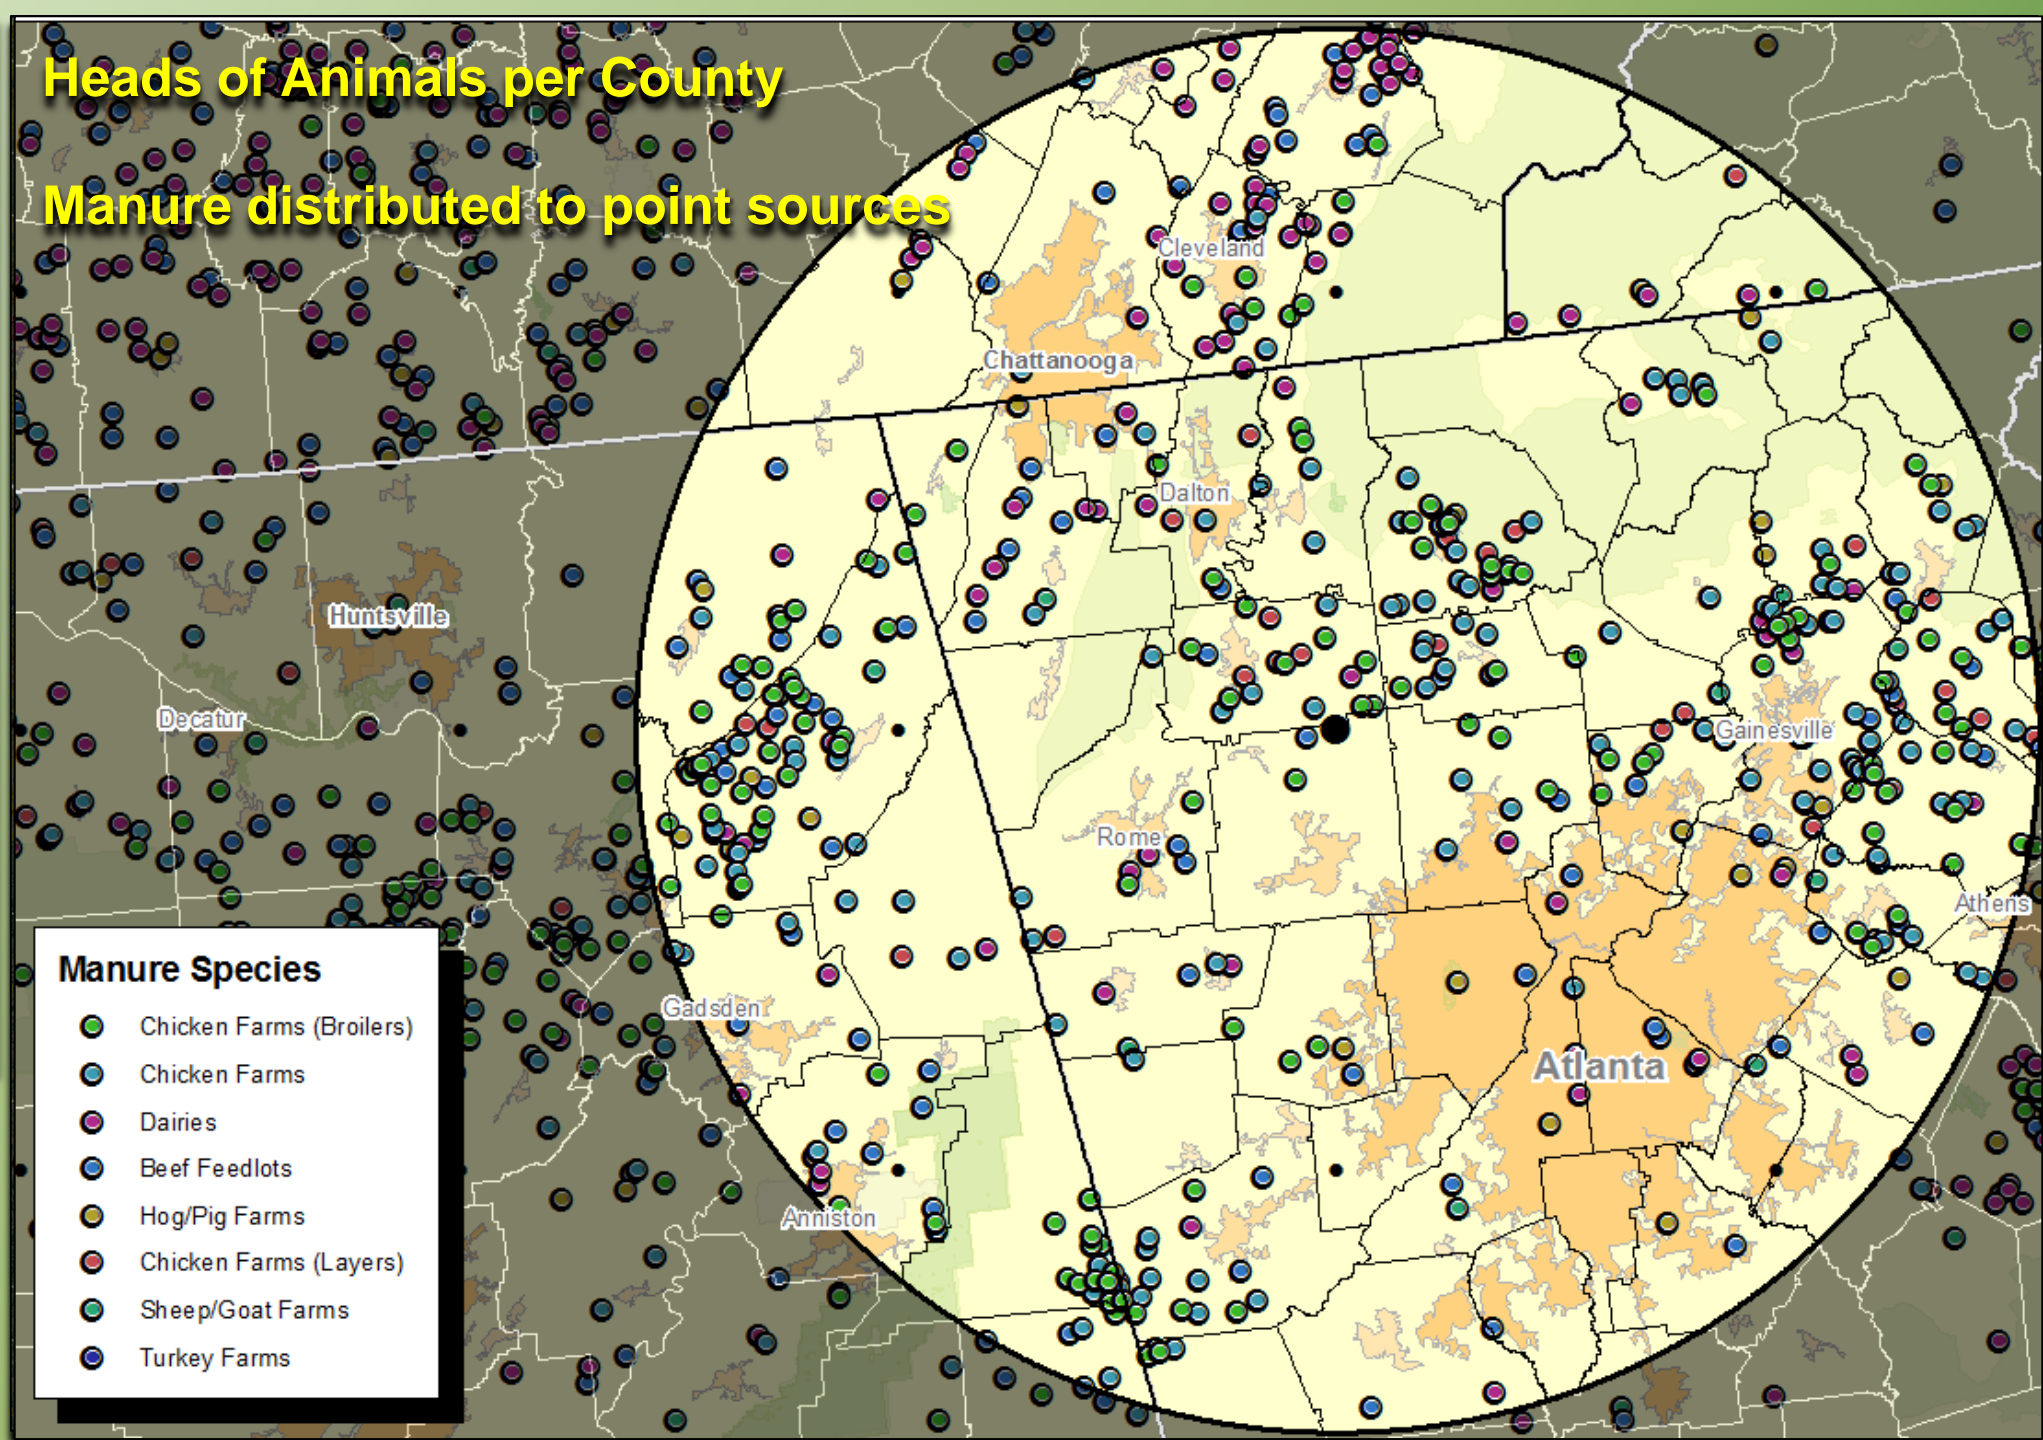 Heads of Animals per County
Manure distributed to point sources
Cleveland
Chattanooga
Dalton
Huntsville
Decatur
Gainesville
Rome
Athens
Gadsden
Atlanta
Anniston
Manure Species
Chicken Farms (Broilers)
Chicken Farms
Dairies
Beef Feedlots
Hog/Pig Farms
Chicken Farms (Layers)
Sheep/Goat Farms
Turkey Farms